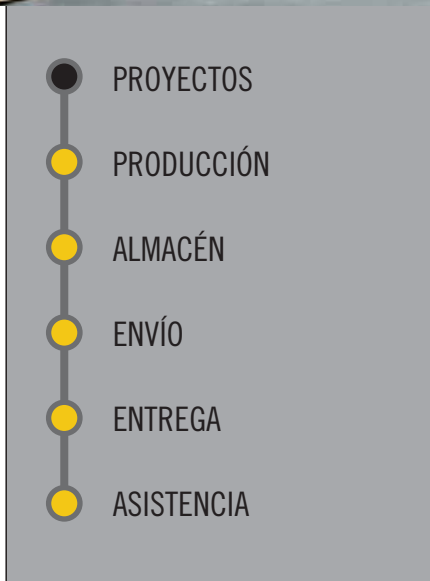 PROYECTOS
PRODUCCIÓN
ALMACÉN
ENVÍO
ENTREGA
ASISTENCIA